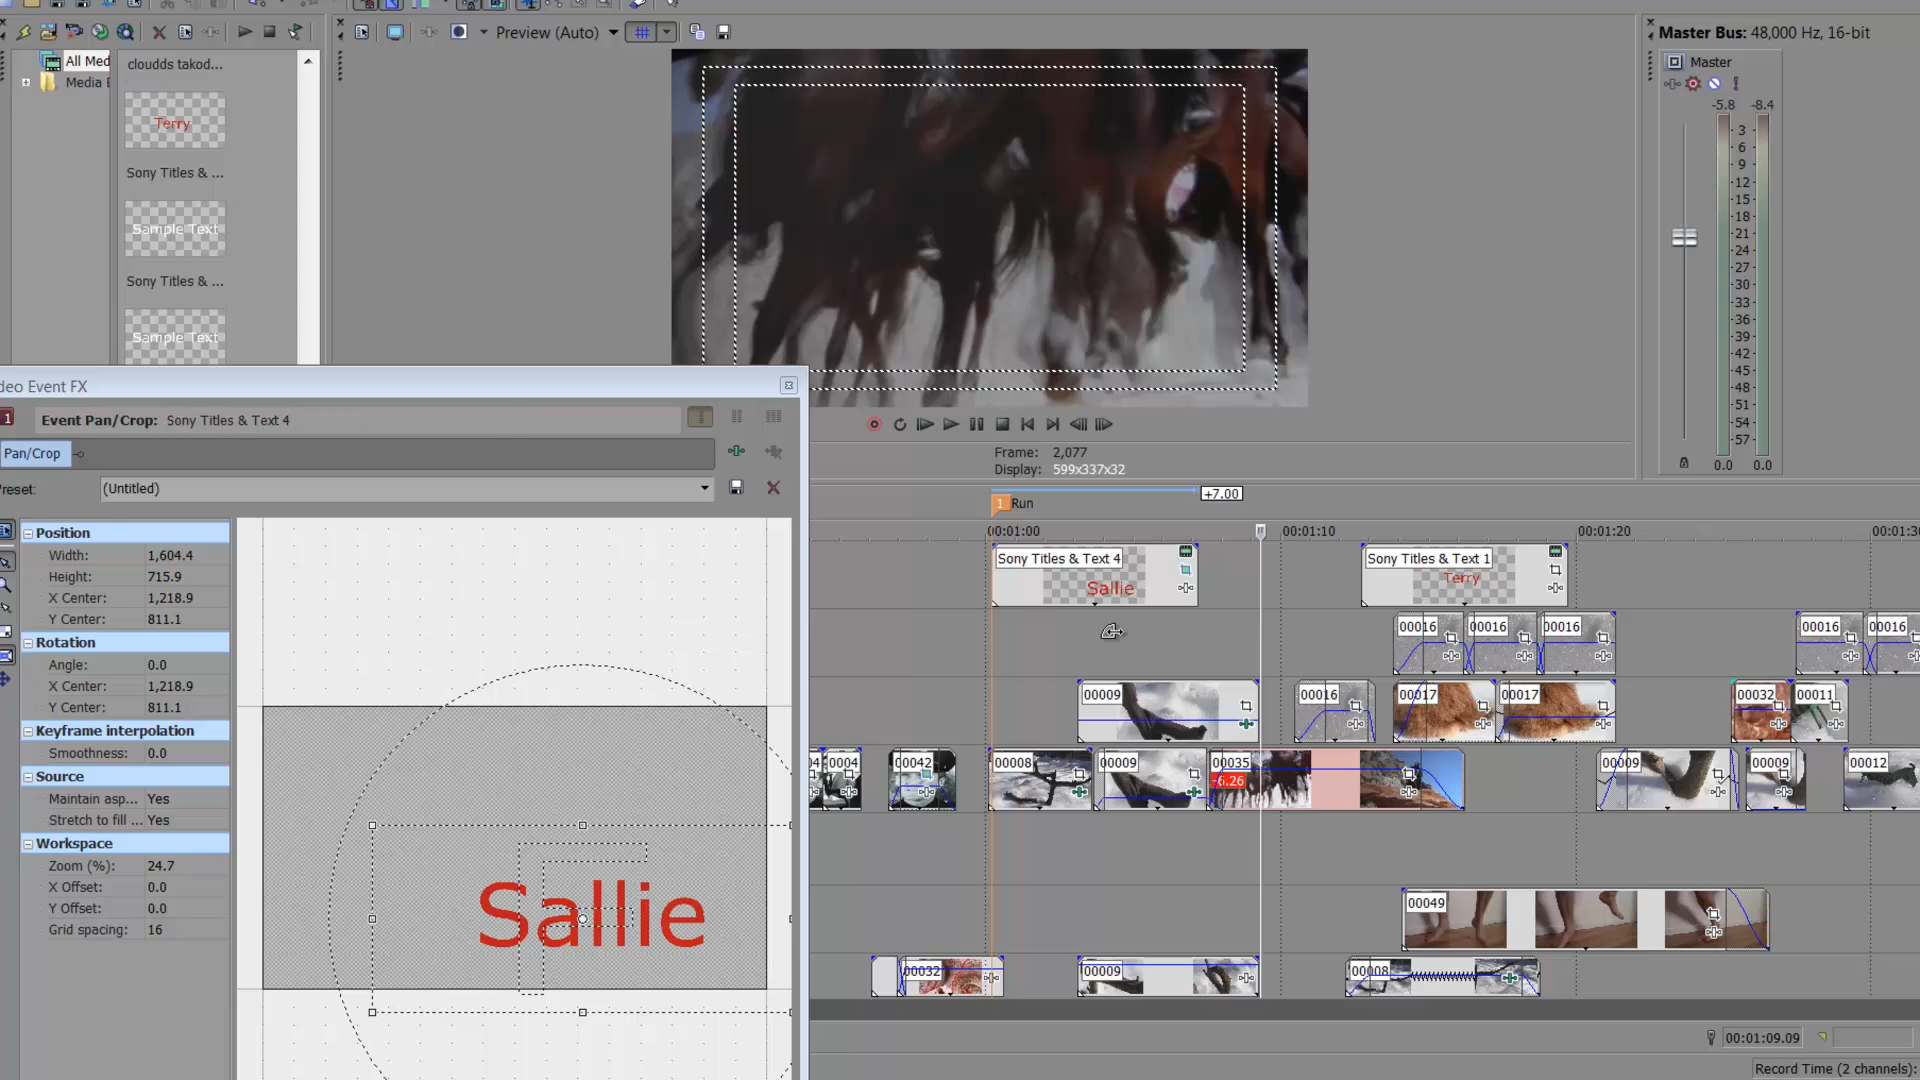 Preview (Auto)
Master Bus: 48,000 Hz, 16-bit
All Med
Media
cloudds takod...
Terry
Sony Titles & ...
Sample Text
Sony Titles & ...
Sample Text
Master
-5.8 -8.4
3
6
9
12
15
18
21
24
27
30
33
36
39
42
45
48
51
54
57
0.0 0.0
deo Event FX
1
Event Pan/Crop: Sony Titles & Text 4
Pan/Crop
reset: (Untitled)
Position
Width: 1,604.4
Height: 715.9
X Center: 1,218.9
Y Center: 811.1
Rotation
Angle: 0.0
X Center: 1,218.9
Y Center: 811.1
Keyframe interpolation
Smoothness: 0.0
Source
Maintain asp... Yes
Stretch to fill ... Yes
Workspace
Zoom (%): 24.7
X Offset: 0.0
Y Offset: 0.0
Grid spacing: 16
Sallie
Frame: 2,077
Display: 599x337x32
+7.00
1 Run
00:01:00 00:01:10 00:01:20 00:01:30
Sony Titles & Text 4
Sallie
Sony Titles & Text 1
Terry
00016 00016 00016 00016 00016
00009 00016 00017 00017 00032 00011
0004 00042 00008 00009 00035 00009 00009 00012
-6.26
00049
00032 00009 00008
00:01:09.09
Record Time (2 channels):